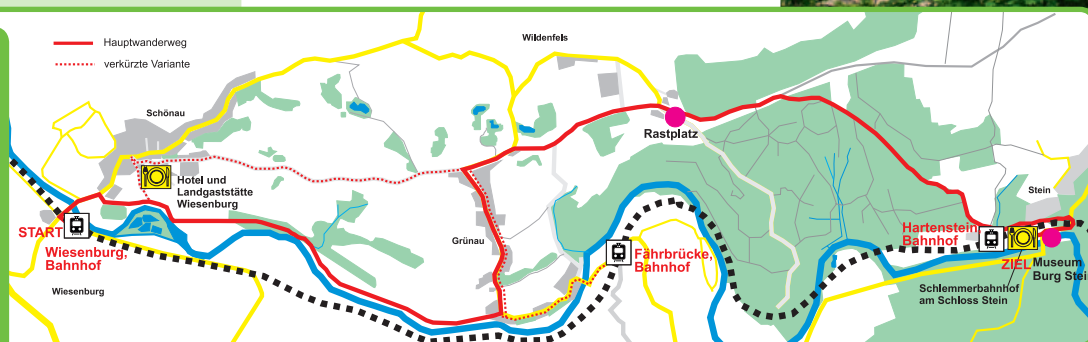 Hauptwanderweg
verkürzte Variante
Wildenfels
Schönau
Rastplatz
Hotel und
Landgaststätte
Wiesenburg
Stein
START
Wiesenburg,
Bahnhof
Grünau
Fährbrücke,
Bahnhof
Hartenstein
Bahnhof
ZIEL
Museum
Burg Stei
Wiesenburg
Schlemmerbahnhof
am Schloss Stein